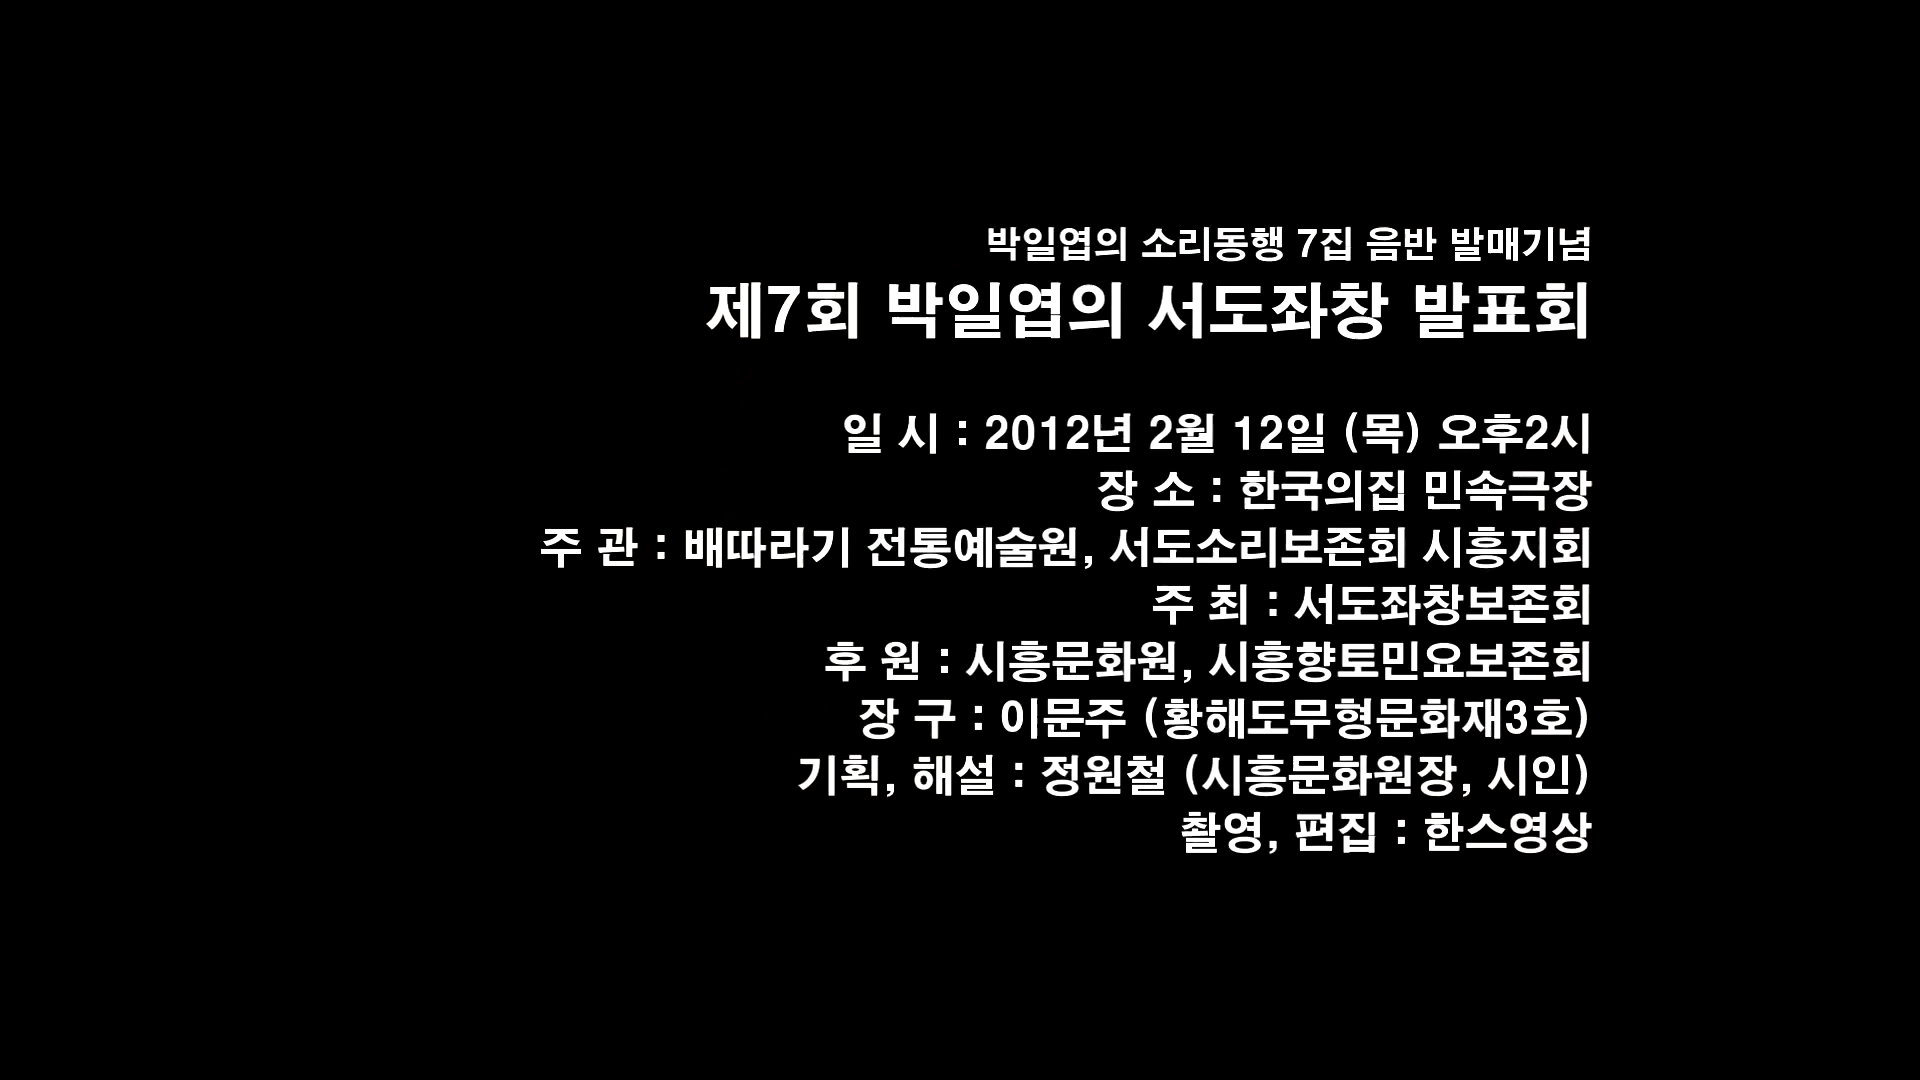 박일엽의 소리동행 7집 음반 발매기념
제7회 박일엽의 서도좌창 발표회
일 시 : 2012년 2월 12일 (목) 오후2시
장 소 : 한국의집 민속극장
주 관 : 배따라기 전통예술원, 서도소리보존회 시흥지회
주 최 : 서도좌창보존회
후 원 : 시흥문화원, 시흥향토민요보존회
장 구 : 이문주 (황해도무형문화재3호)
기획, 해설 : 정원철 (시흥문화원장, 시인)
촬영, 편집 : 한스영상